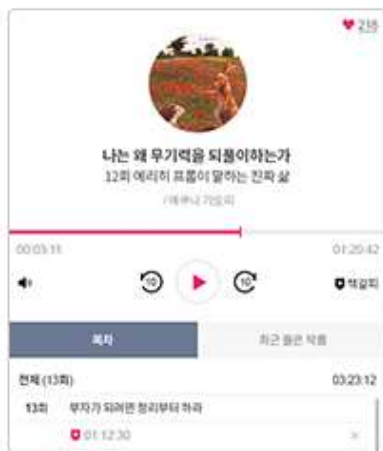 218
나는 왜 무기력을 되풀이하는가
12회 에리히 프롬이 말하는 진짜 삶
00:03:11
01:20:42
10
10
책갈피
목차
최근 들은 작품
전체 (13회)
03:23:12
13회 부자가 되려면 정리부터 하라
01:12:30